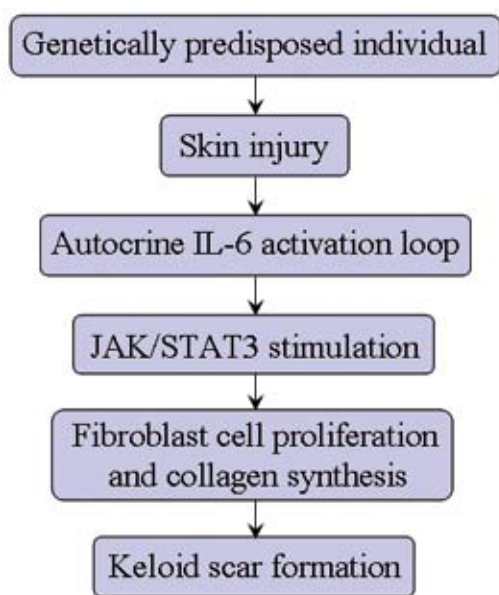 Genetically predisposed individual
Skin injury
Autocrine IL-6 activation loop
JAK/STAT3 stimulation
Fibroblast cell proliferation
and collagen synthesis
Keloid scar formation